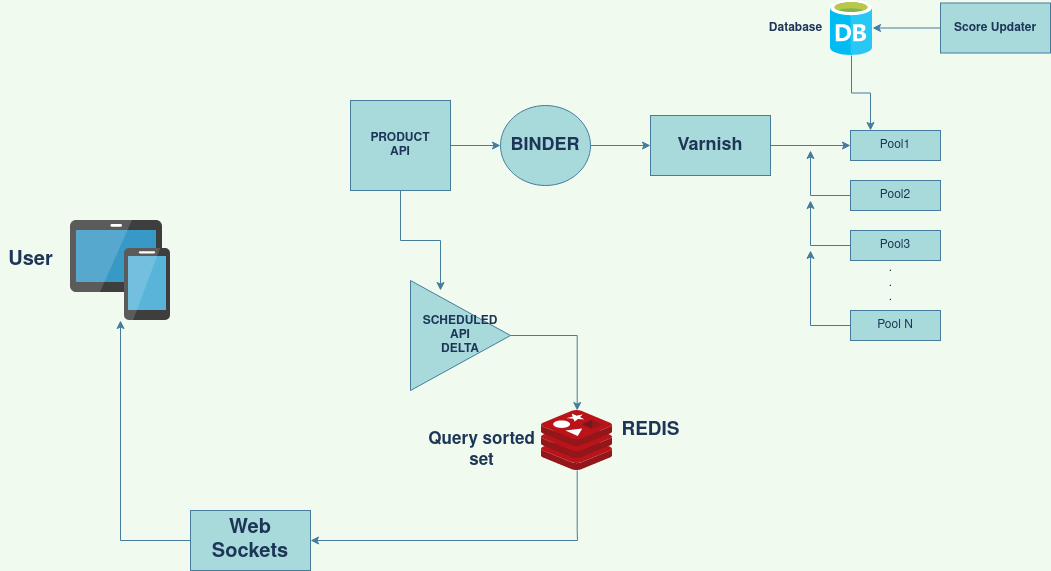 Database
DB
Score Updater
PRODUCT
API
BINDER
Varnish
Pool1
Pool2
Pool3
.
.
.
Pool N
User
SCHEDULED
API
DELTA
Query sorted
set
REDIS
Web
Sockets